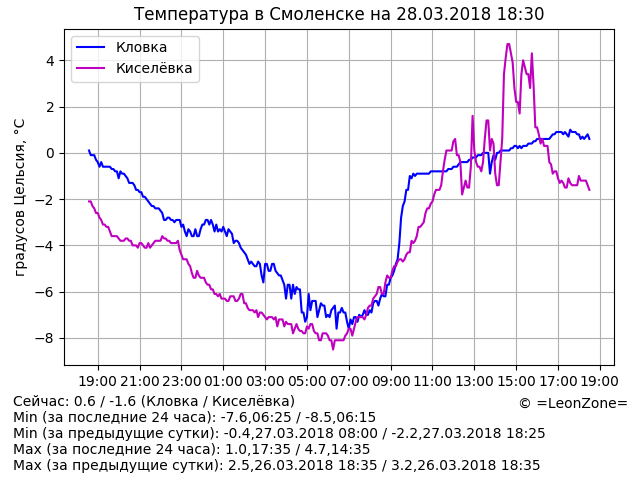 Температура в Смоленске на 28.03.2018 18:30
Кловка
Киселёвка
градусов Цельсия, °C
4
2
0
−2
−4
−6
−8
19:00 21:00 23:00 01:00 03:00 05:00 07:00 09:00 11:00 13:00 15:00 17:00 19:00
Сейчас: 0.6 / -1.6 (Кловка / Киселёвка)
© =LeonZone=
Min (за последние 24 часа): -7.6,06:25 / -8.5,06:15
Min (за предыдущие сутки): -0.4,27.03.2018 08:00 / -2.2,27.03.2018 18:25
Max (за последние 24 часа): 1.0,17:35 / 4.7,14:35
Max (за предыдущие сутки): 2.5,26.03.2018 18:35 / 3.2,26.03.2018 18:35